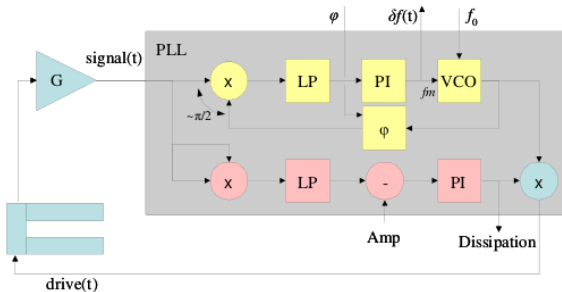 φ
δf(t)
f0
signal(t)
PLL
G
x
LP
PI
fm
VCO
~π/2
φ
x
LP
-
PI
x
Amp
Dissipation
drive(t)